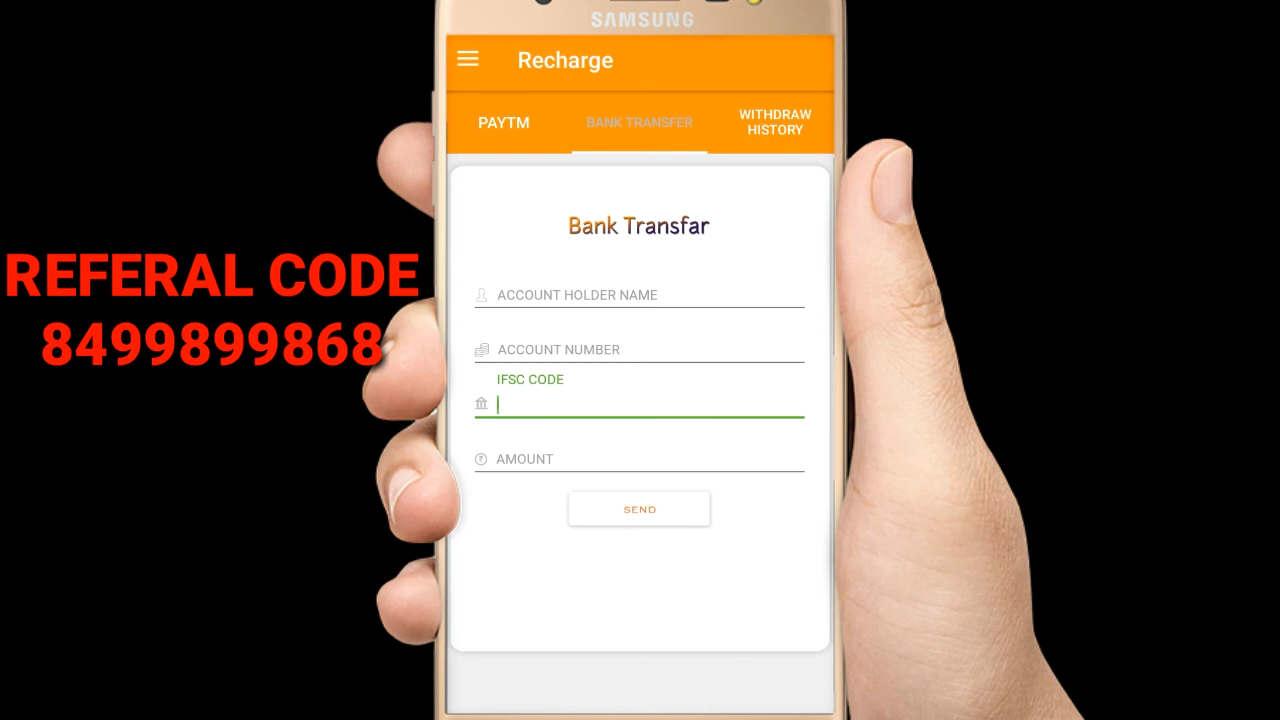 SAMSUNG
Recharge
PAYTM
BANK TRANSFER
WITHDRAW
HISTORY
Bank Transfar
REFERAL CODE
8499899868
ACCOUNT HOLDER NAME
ACCOUNT NUMBER
IFSC CODE
AMOUNT
SEND